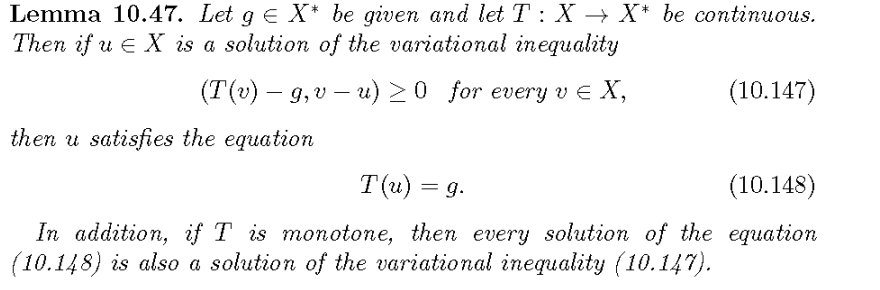 Lemma 10.47. Let g ∈ X* be given and let T : X → X* be continuous.
Then if u ∈ X is a solution of the variational inequality
(T(v) − g, v − u) ≥ 0 for every v ∈ X, (10.147)
then u satisfies the equation
T(u) = g. (10.148)
In addition, if T is monotone, then every solution of the equation
(10.148) is also a solution of the variational inequality (10.147).